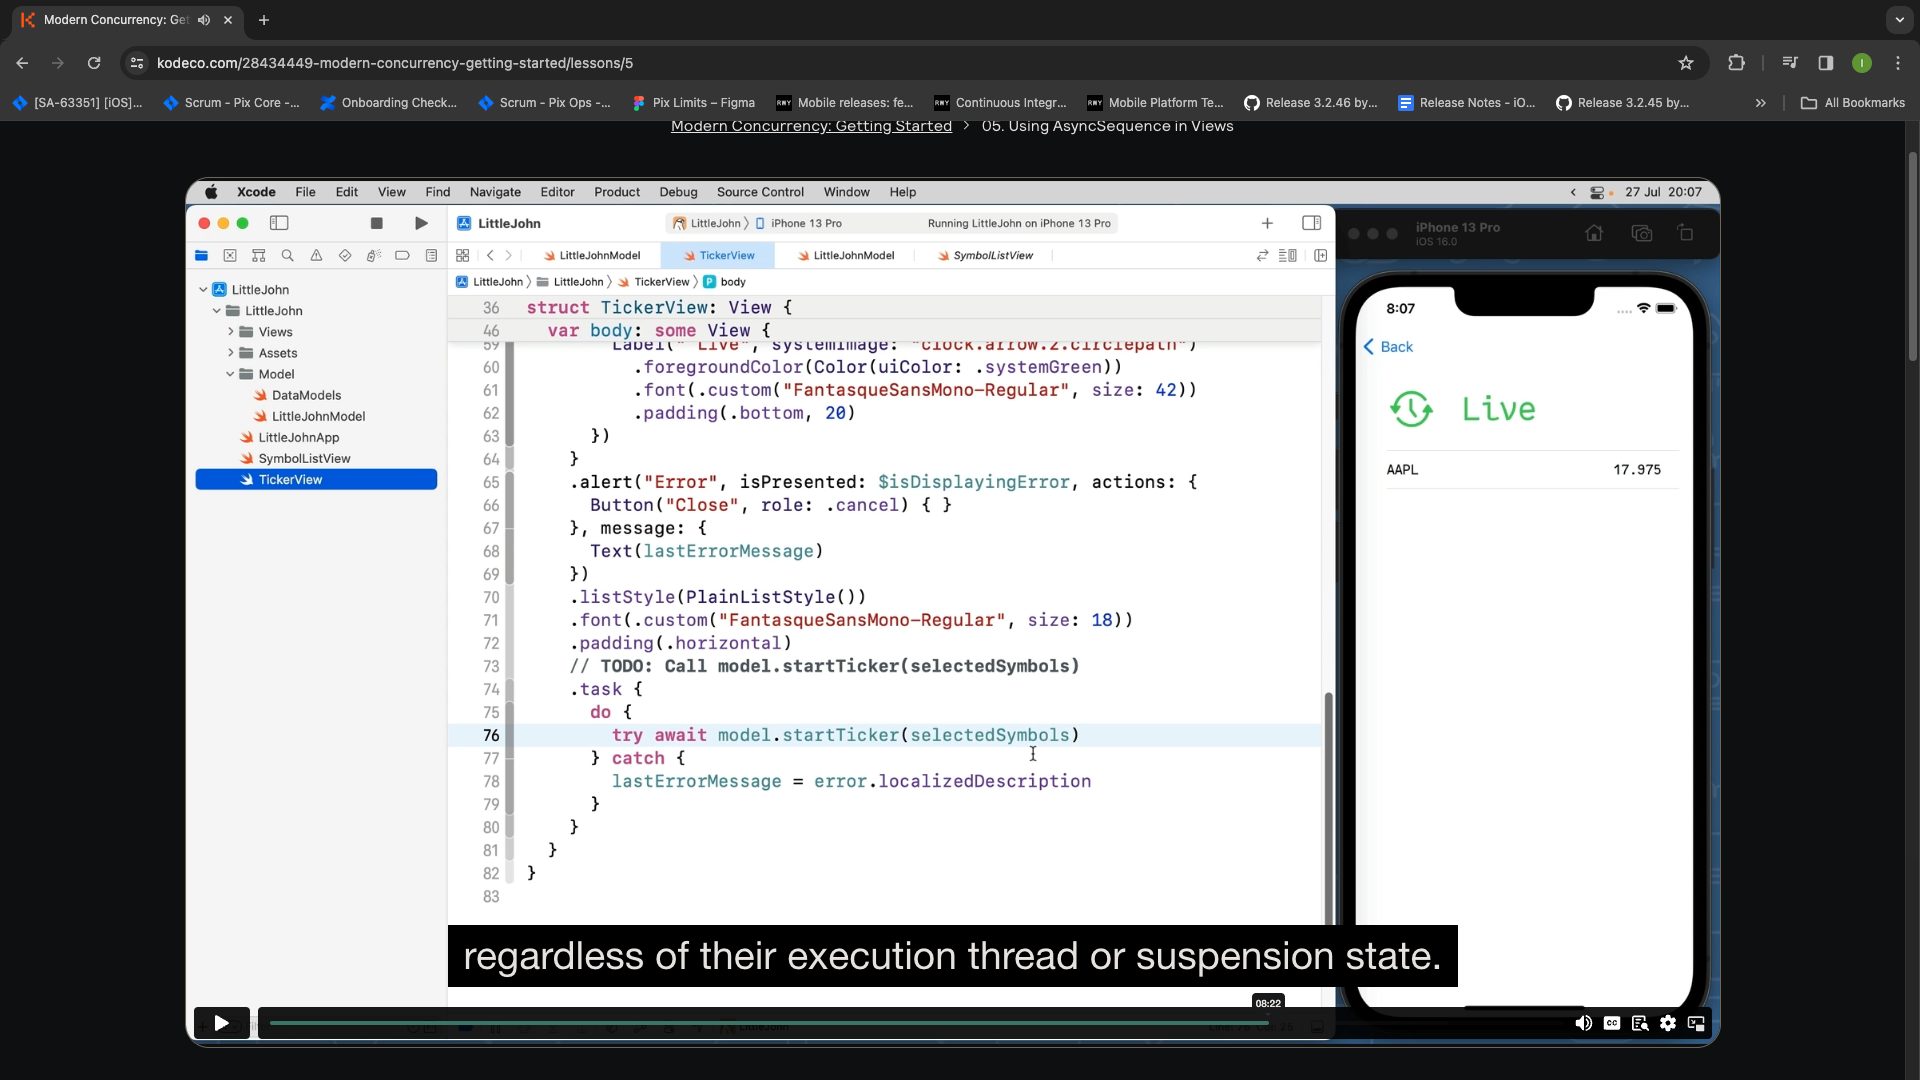 Modern Concurrency: Get
kodeco.com/28434449-modern-concurrency-getting-started/lessons/5
I
[SA-63351] [iOS]...
Scrum - Pix Core -...
Onboarding Check...
Scrum - Pix Ops -...
Pix Limits – Figma
Mobile releases: fe...
Continuous Integr...
Mobile Platform Te...
Release 3.2.46 by...
Release Notes - iO...
Release 3.2.45 by...
»
All Bookmarks
Modern Concurrency: Getting Started > 05. Using AsyncSequence in Views
Xcode File Edit View Find Navigate Editor Product Debug Source Control Window Help
27 Jul 20:07
LittleJohn
LittleJohn 〉 iPhone 13 Pro
Running LittleJohn on iPhone 13 Pro
iPhone 13 Pro
iOS 16.0
LittleJohnModel
TickerView
LittleJohnModel
SymbolListView
LittleJohn 〉 LittleJohn 〉 TickerView 〉 P body
LittleJohn
LittleJohn
Views
Assets
Model
DataModels
LittleJohnModel
LittleJohnApp
SymbolListView
TickerView
36 struct TickerView: View {
46 var body: some View {
59 Label(" Live", systemImage: "clock.arrow.2.circlepath")
60 .foregroundColor(Color(uiColor: .systemGreen))
61 .font(.custom("FantasqueSansMono-Regular", size: 42))
62 .padding(.bottom, 20)
63 })
64 }
65 .alert("Error", isPresented: $isDisplayingError, actions: {
66 Button("Close", role: .cancel) { }
67 }, message: {
68 Text(lastErrorMessage)
69 })
70 .listStyle(PlainListStyle())
71 .font(.custom("FantasqueSansMono-Regular", size: 18))
72 .padding(.horizontal)
73 // TODO: Call model.startTicker(selectedSymbols)
74 .task {
75 do {
76 try await model.startTicker(selectedSymbols)
77 } catch {
78 lastErrorMessage = error.localizedDescription
79 }
80 }
81 }
82 }
83
8:07
Back
Live
AAPL 17.975
regardless of their execution thread or suspension state.
08:22
CC